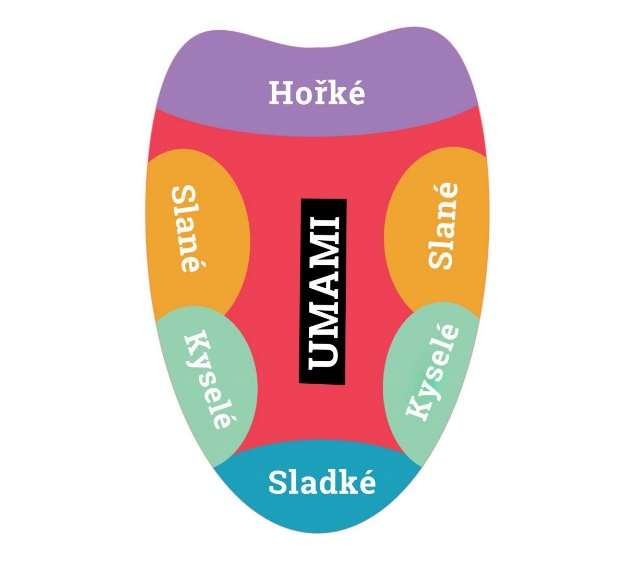 Hořké
Slané
Slané
UMAMI
Kyselé
Kyselé
Sladké